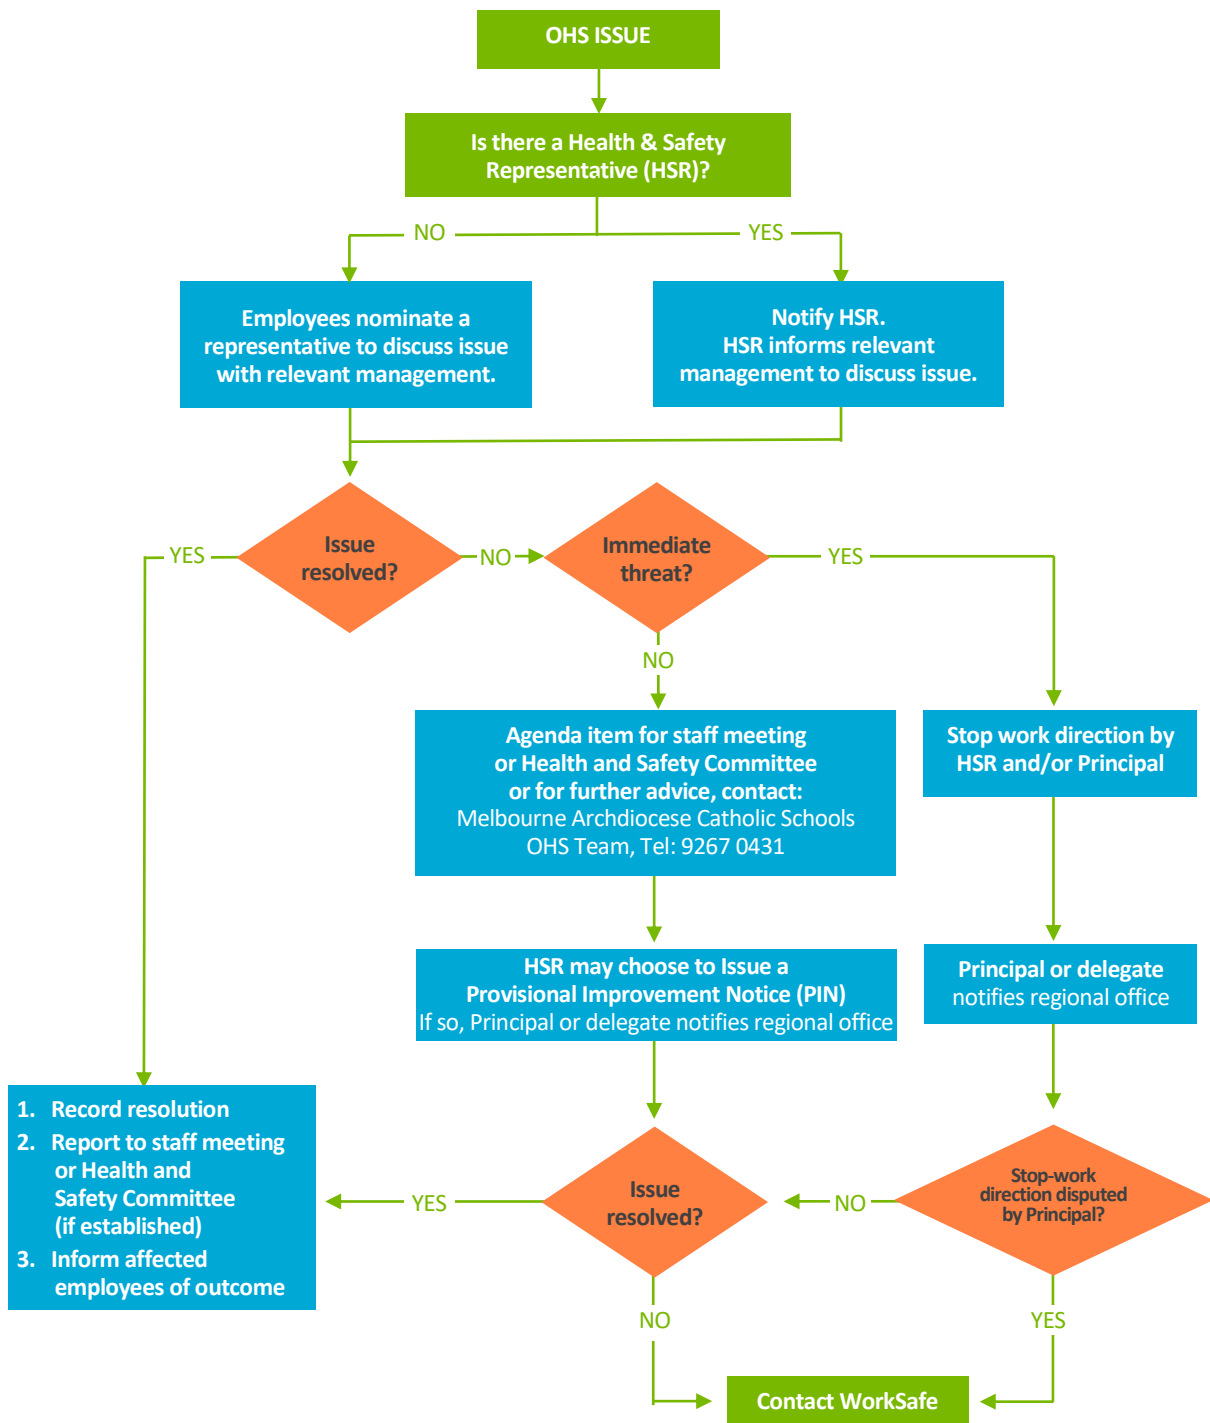 OHS ISSUE
Is there a Health & Safety
Representative (HSR)?
NO
YES
Employees nominate a
representative to discuss issue
with relevant management.
Notify HSR.
HSR informs relevant
management to discuss issue.
YES
Issue
resolved?
NO
Immediate
threat?
YES
NO
Agenda item for staff meeting
or Health and Safety Committee
or for further advice, contact:
Melbourne Archdiocese Catholic Schools
OHS Team, Tel: 9267 0431
Stop work direction by
HSR and/or Principal
HSR may choose to Issue a
Provisional Improvement Notice (PIN)
If so, Principal or delegate notifies regional office
Principal or delegate
notifies regional office
1. Record resolution
2. Report to staff meeting
or Health and
Safety Committee
(if established)
3. Inform affected
employees of outcome
YES
Issue
resolved?
NO
Stop-work
direction disputed
by Principal?
NO
YES
Contact WorkSafe